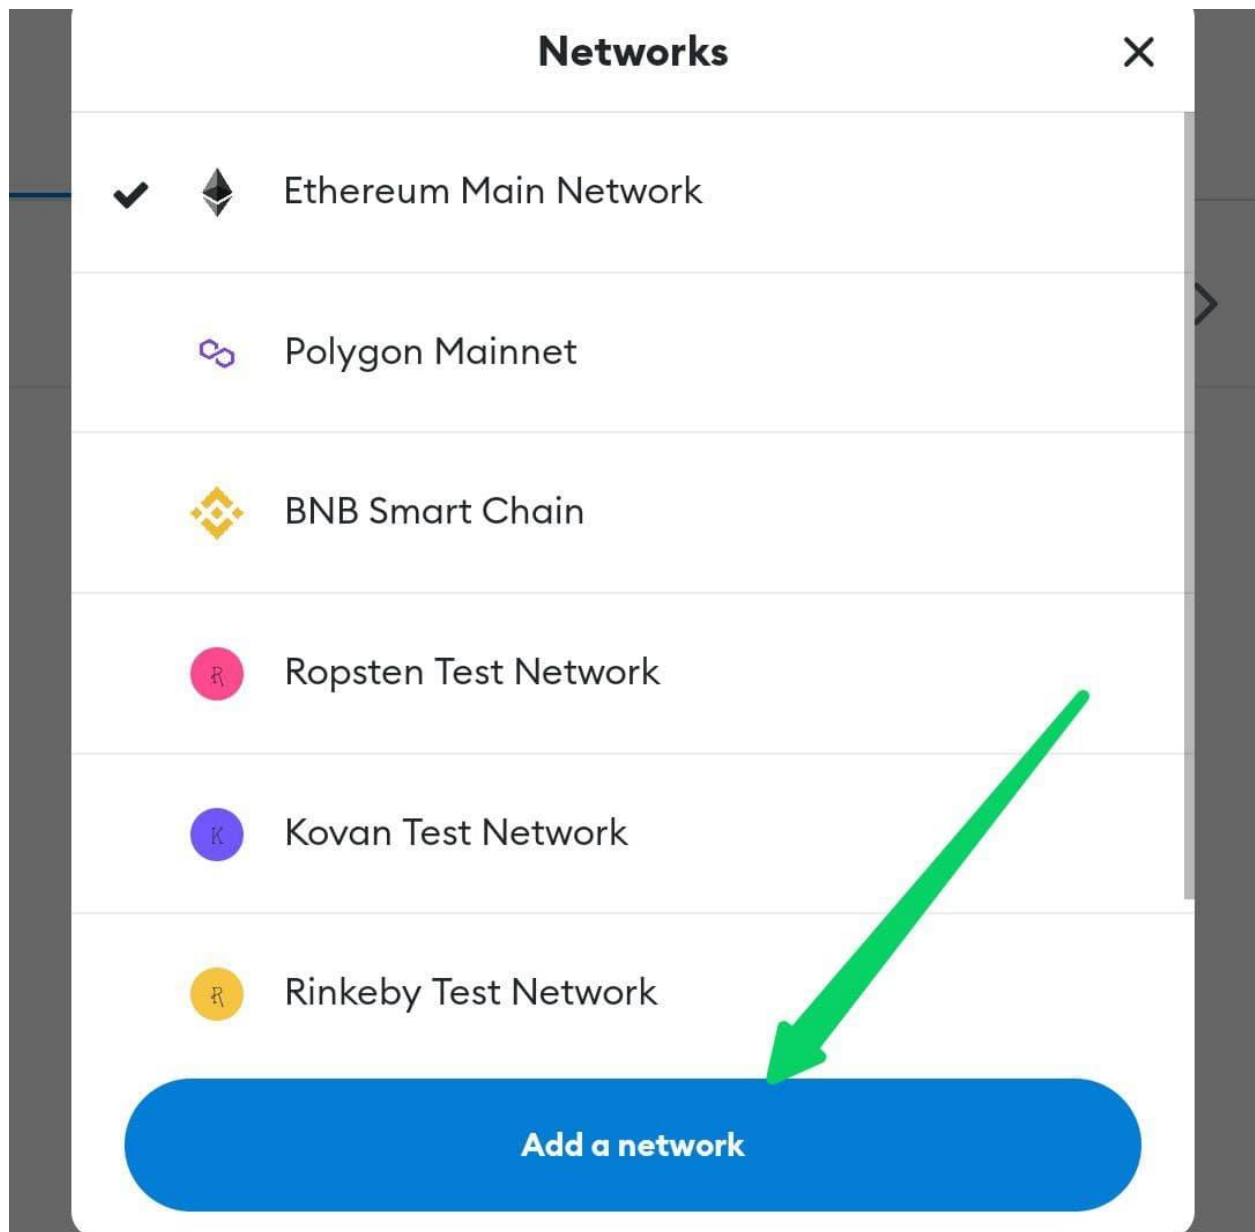 Networks
Ethereum Main Network
Polygon Mainnet
BNB Smart Chain
R
Ropsten Test Network
K
Kovan Test Network
R
Rinkeby Test Network
Add a network